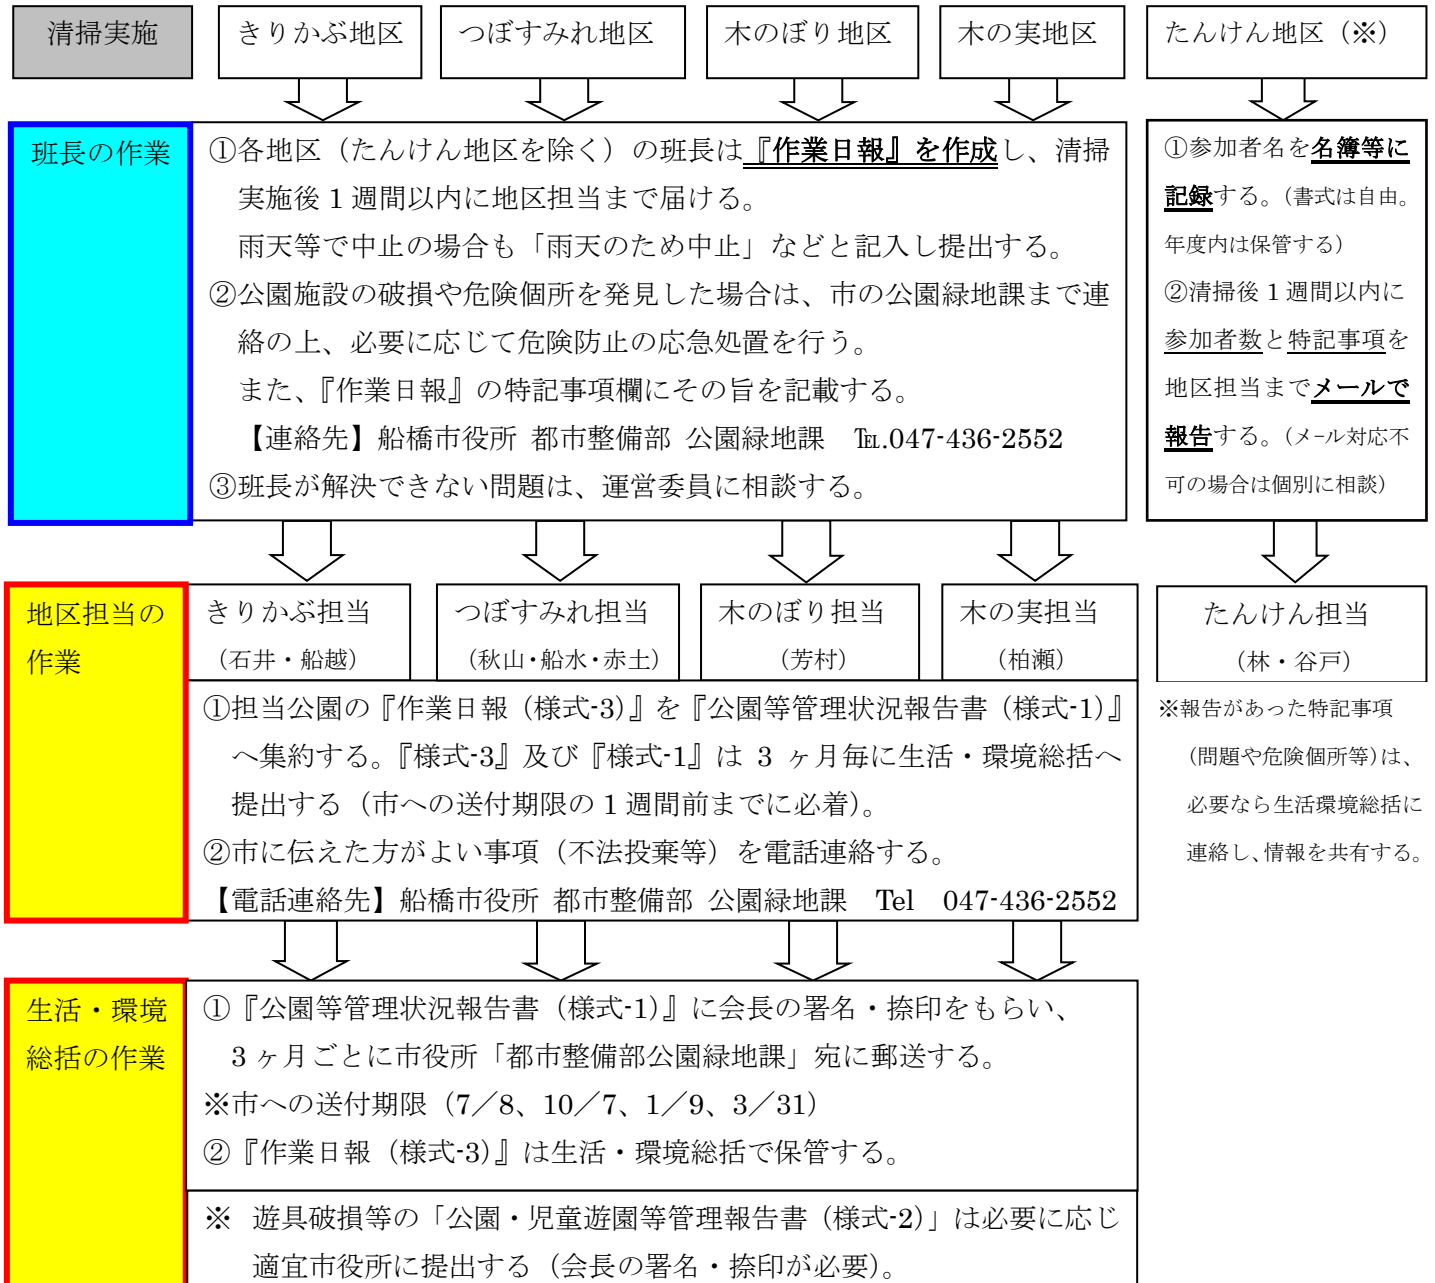 清掃実施
きりかぶ地区
つぼすみれ地区
木のぼり地区
木の実地区
たんけん地区（※）
班長の作業
①各地区（たんけん地区を除く）の班長は『作業日報』を作成し、清掃
実施後１週間以内に地区担当まで届ける。
雨天等で中止の場合も「雨天のため中止」などと記入し提出する。
②公園施設の破損や危険個所を発見した場合は、市の公園緑地課まで連
絡の上、必要に応じて危険防止の応急処置を行う。
また、『作業日報』の特記事項欄にその旨を記載する。
【連絡先】船橋市役所 都市整備部 公園緑地課　℡.047-436-2552
③班長が解決できない問題は、運営委員に相談する。
①参加者名を名簿等に
記録する。（書式は自由。
年度内は保管する）
②清掃後１週間以内に
参加者数と特記事項を
地区担当までメールで
報告する。（メール対応不
可の場合は個別に相談）
地区担当の
作業
きりかぶ担当
（石井・船越）
つぼすみれ担当
（秋山・船水・赤土）
木のぼり担当
（芳村）
木の実担当
（柏瀬）
たんけん担当
（林・谷戸）
①担当公園の『作業日報（様式-3）』を『公園等管理状況報告書（様式-1）』
へ集約する。『様式-3』及び『様式-1』は 3 ヶ月毎に生活・環境総括へ
提出する（市への送付期限の１週間前までに必着）。
②市に伝えた方がよい事項（不法投棄等）を電話連絡する。
【電話連絡先】船橋市役所 都市整備部 公園緑地課　Tel　047-436-2552
※報告があった特記事項
（問題や危険個所等）は、
必要なら生活環境総括に
連絡し、情報を共有する。
生活・環境
総括の作業
①『公園等管理状況報告書（様式-1）』に会長の署名・捺印をもらい、
3 ヶ月ごとに市役所「都市整備部公園緑地課」宛に郵送する。
※市への送付期限（7／8、10／7、1／9、3／31）
②『作業日報（様式-3）』は生活・環境総括で保管する。
※　遊具破損等の「公園・児童遊園等管理報告書（様式-2）」は必要に応じ
適宜市役所に提出する（会長の署名・捺印が必要）。